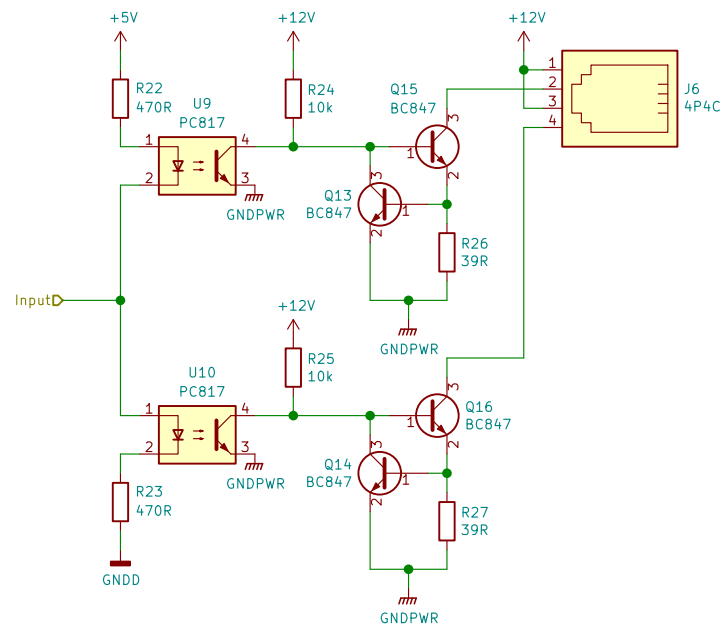 +5V
+12V
+12V
R22
470R
U9
PC817
R24
10k
Q15
BC847
J6
4P4C
1
2
3
4
1
2
4
3
GNDPWR
3
1
2
Q13
BC847
3
1
2
R26
39R
GNDPWR
Input
+12V
R25
10k
U10
PC817
1
2
4
3
GNDPWR
3
1
2
Q16
BC847
Q14
BC847
3
1
2
R23
470R
R27
39R
GNDD
GNDPWR